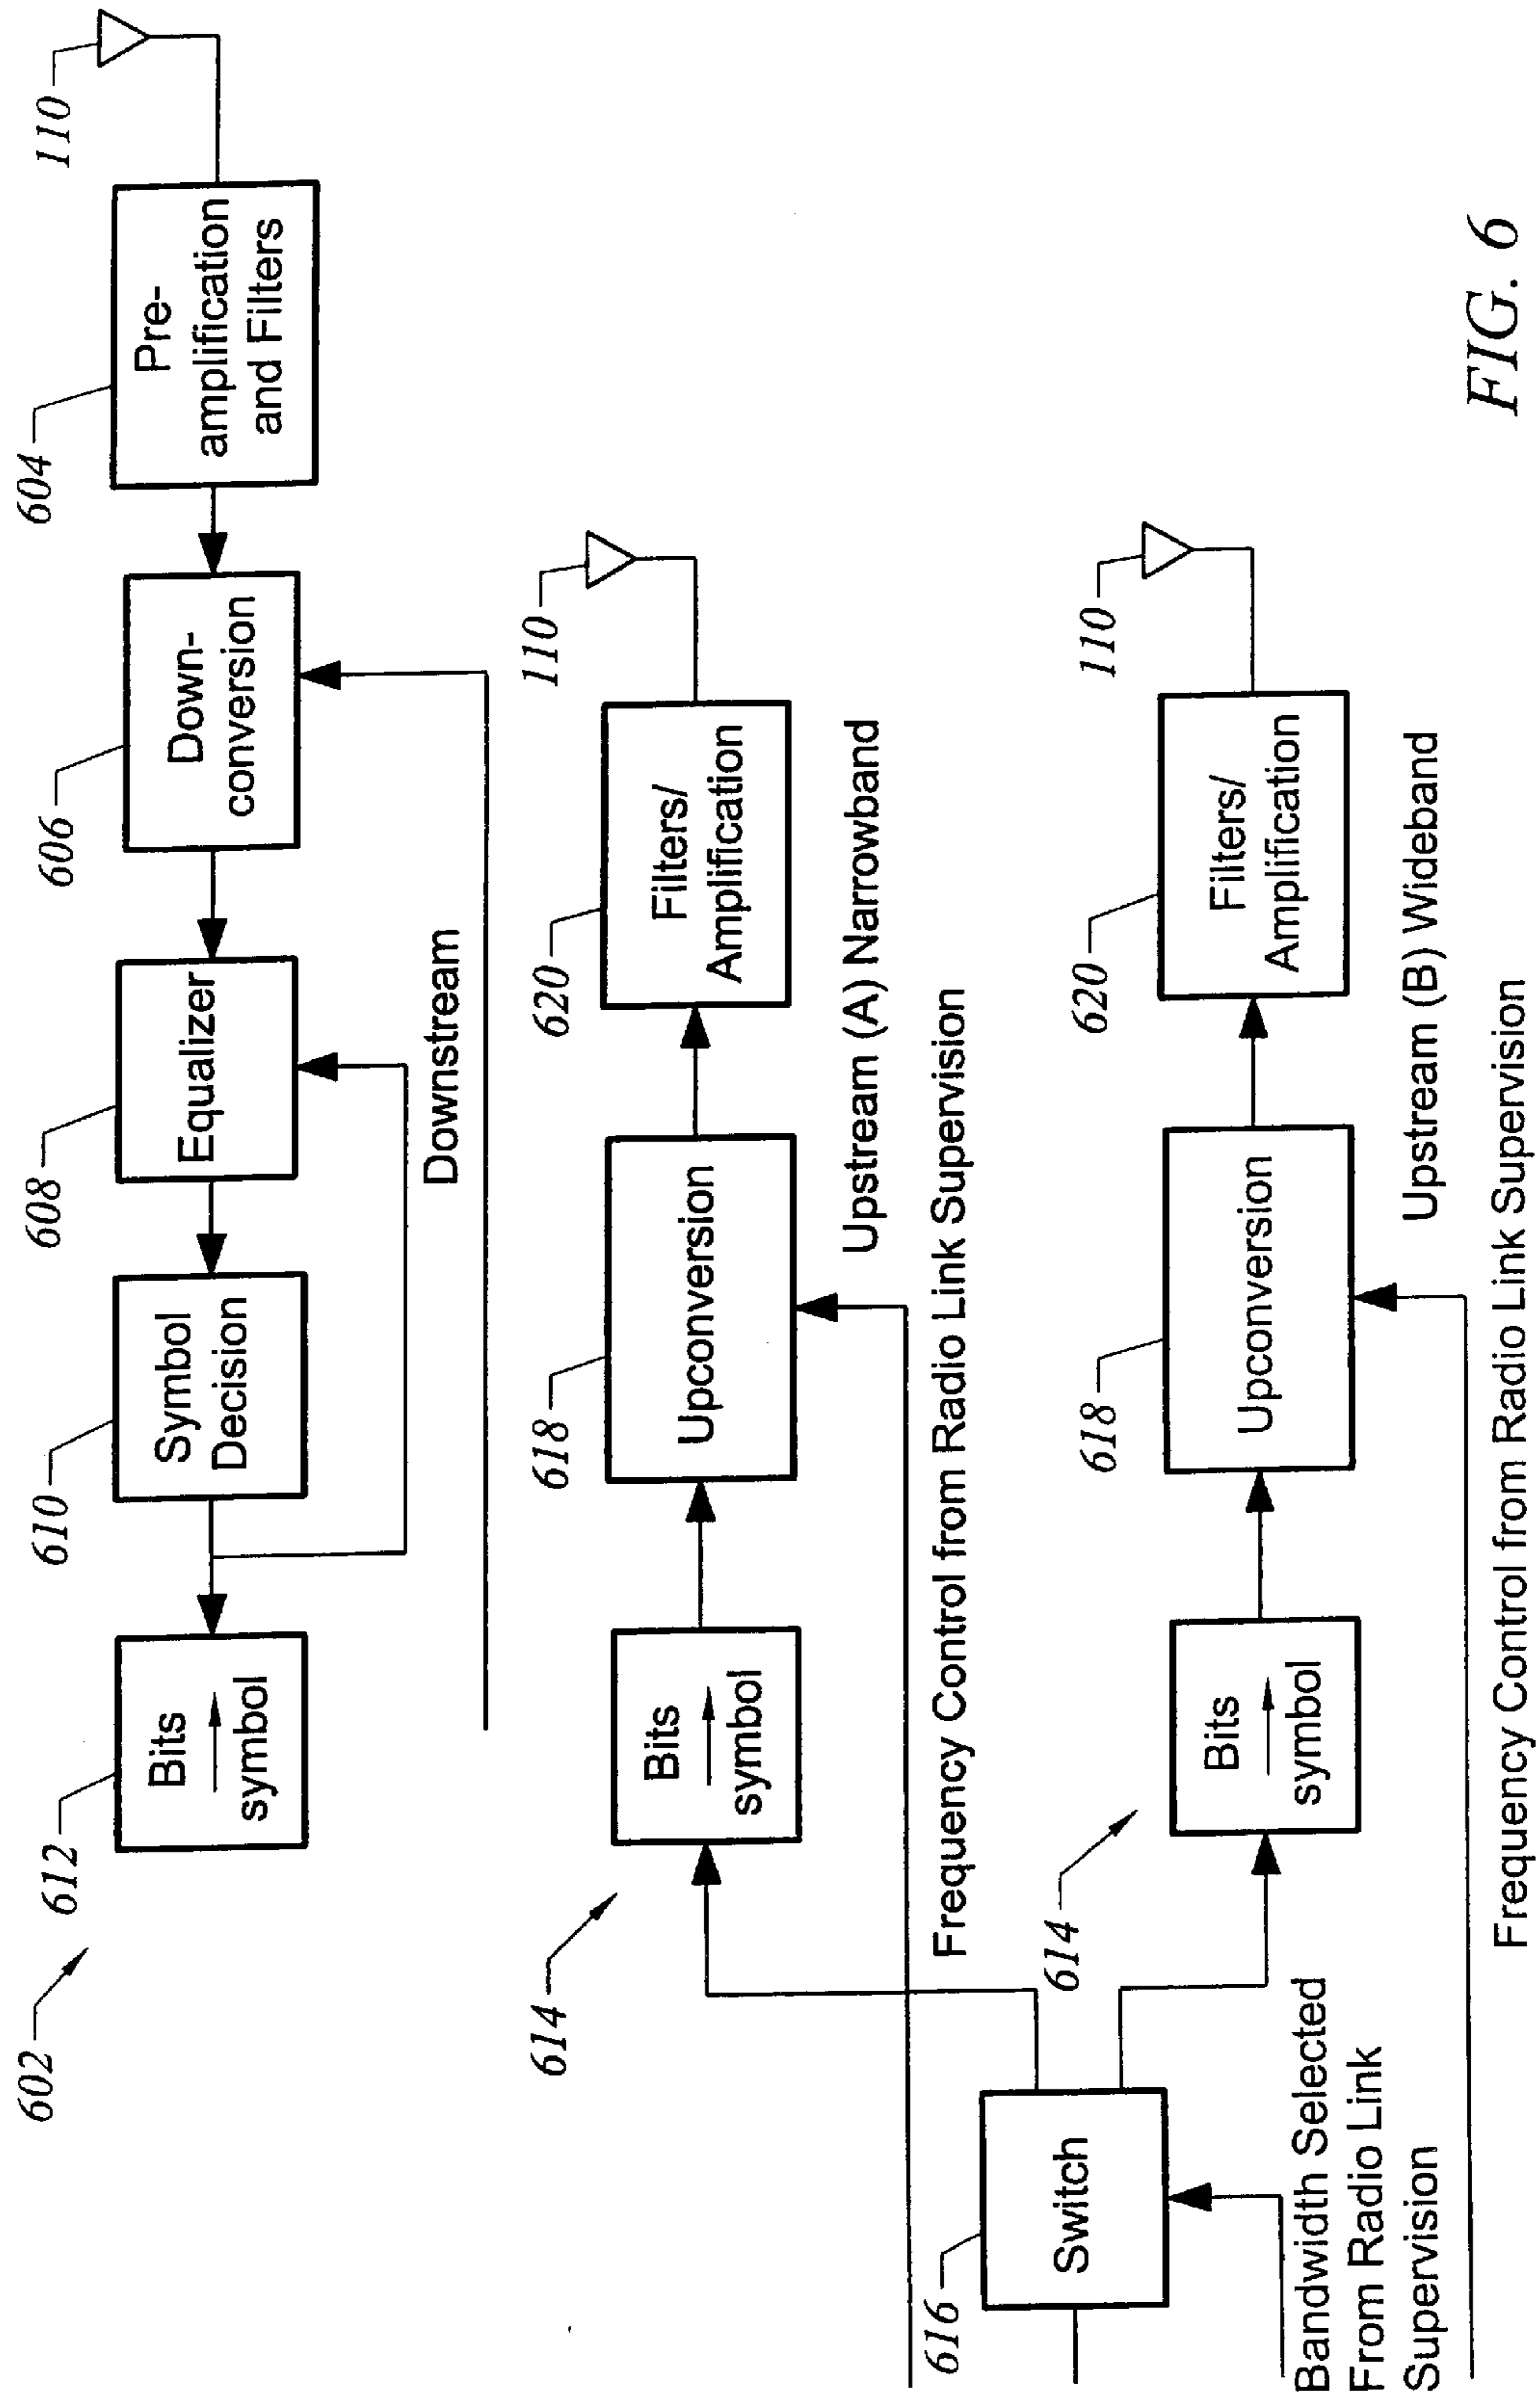 602
612
Bits
symbol
610
Symbol
Decision
608
Equalizer
606
Down-
conversion
604
Pre-
amplification
and Filters
110
Downstream
614
Bits
symbol
618
Upconversion
620
Filters/
Amplification
110
Upstream (A) Narrowband
Frequency Control from Radio Link Supervision
616
Switch
Bandwidth Selected
From Radio Link
Supervision
614
Bits
symbol
618
Upconversion
620
Filters/
Amplification
110
Upstream (B) Wideband
Frequency Control from Radio Link Supervision
FIG. 6